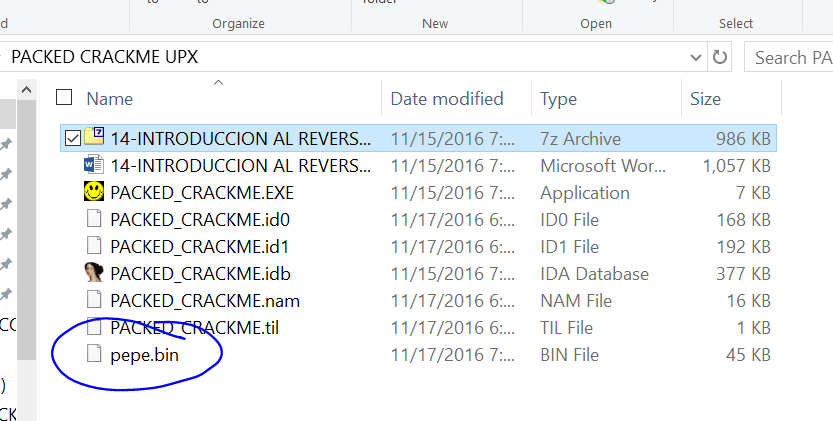 folder
Organize
New
Open
Select
PACKED CRACKME UPX
Search PA
Name
Date modified
Type
Size
14-INTRODUCCION AL REVERS... 11/15/2016 7:... 7z Archive 986 KB
14-INTRODUCCION AL REVERS... 11/15/2016 7:... Microsoft Wor... 1,057 KB
PACKED_CRACKME.EXE 11/15/2016 7:... Application 7 KB
PACKED_CRACKME.id0 11/17/2016 6:... ID0 File 168 KB
PACKED_CRACKME.id1 11/17/2016 6:... ID1 File 192 KB
PACKED_CRACKME.idb 11/15/2016 7:... IDA Database 377 KB
PACKED_CRACKME.nam 11/17/2016 6:... NAM File 16 KB
PACKED_CRACKME.til 11/17/2016 6:... TIL File 1 KB
pepe.bin 11/17/2016 6:... BIN File 45 KB